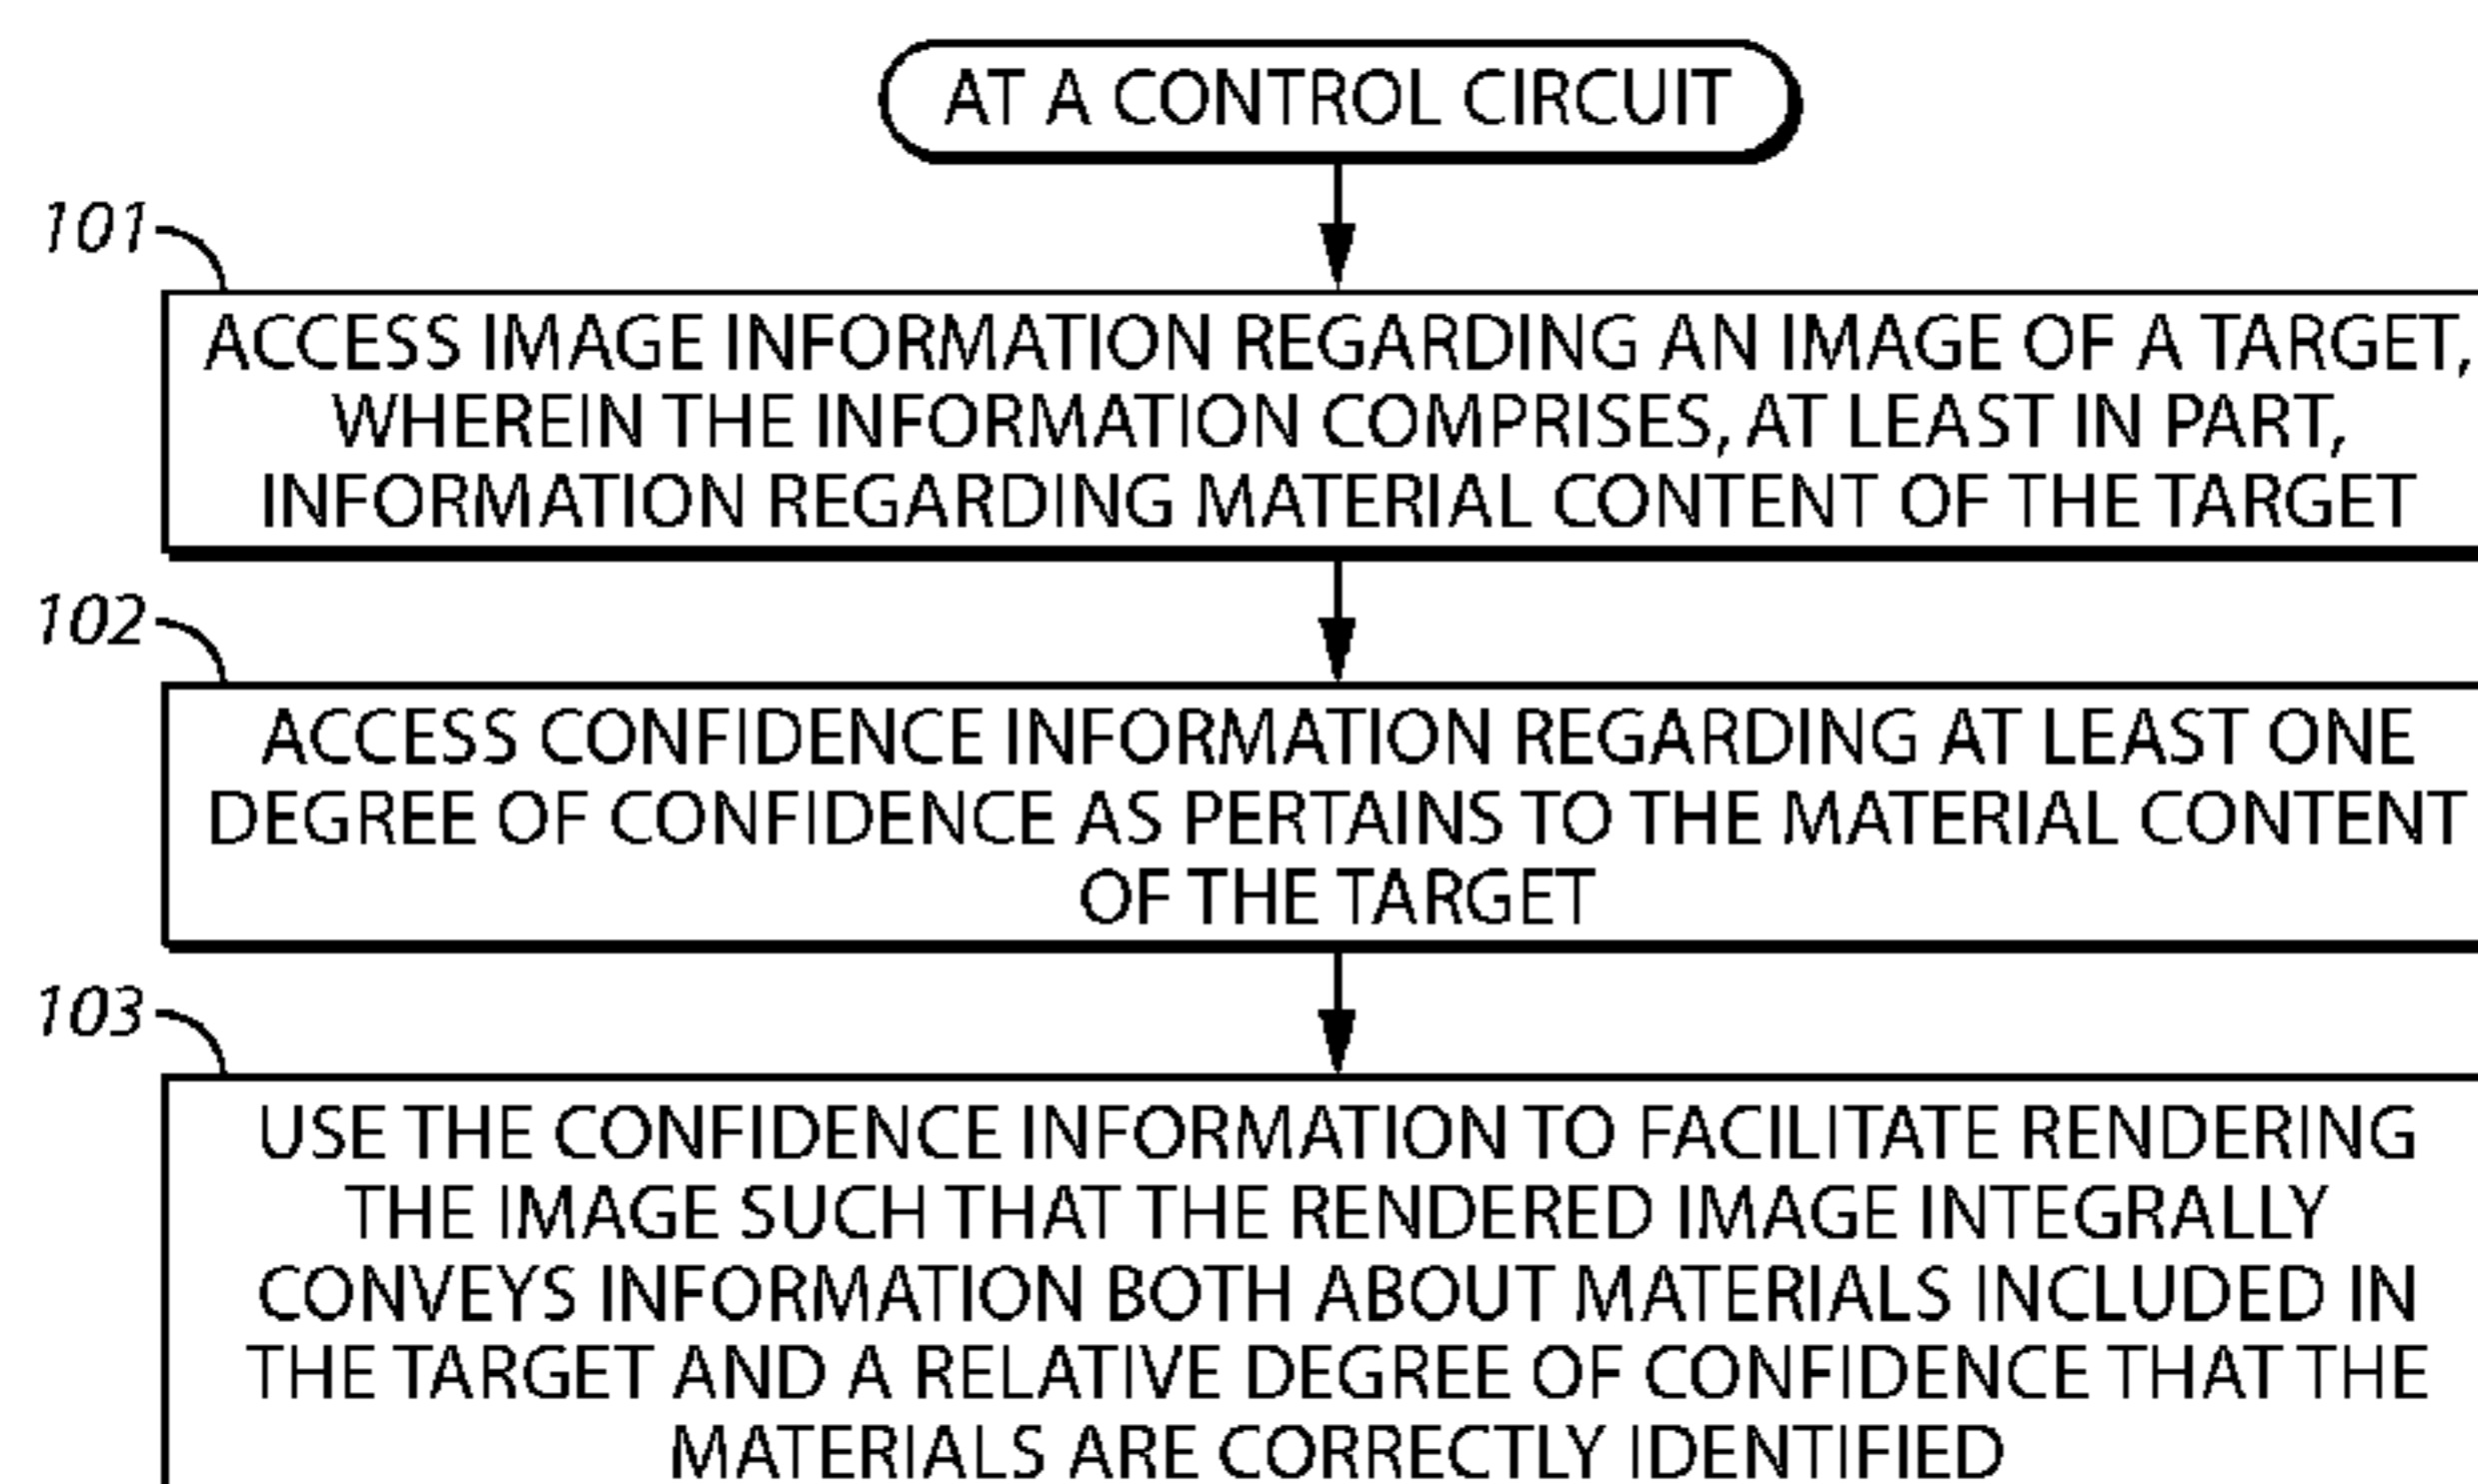 AT A CONTROL CIRCUIT
101
ACCESS IMAGE INFORMATION REGARDING AN IMAGE OF A TARGET,
WHEREIN THE INFORMATION COMPRISES, AT LEAST IN PART,
INFORMATION REGARDING MATERIAL CONTENT OF THE TARGET
102
ACCESS CONFIDENCE INFORMATION REGARDING AT LEAST ONE
DEGREE OF CONFIDENCE AS PERTAINS TO THE MATERIAL CONTENT
OF THE TARGET
103
USE THE CONFIDENCE INFORMATION TO FACILITATE RENDERING
THE IMAGE SUCH THAT THE RENDERED IMAGE INTEGRALLY
CONVEYS INFORMATION BOTH ABOUT MATERIALS INCLUDED IN
THE TARGET AND A RELATIVE DEGREE OF CONFIDENCE THAT THE
MATERIALS ARE CORRECTLY IDENTIFIED